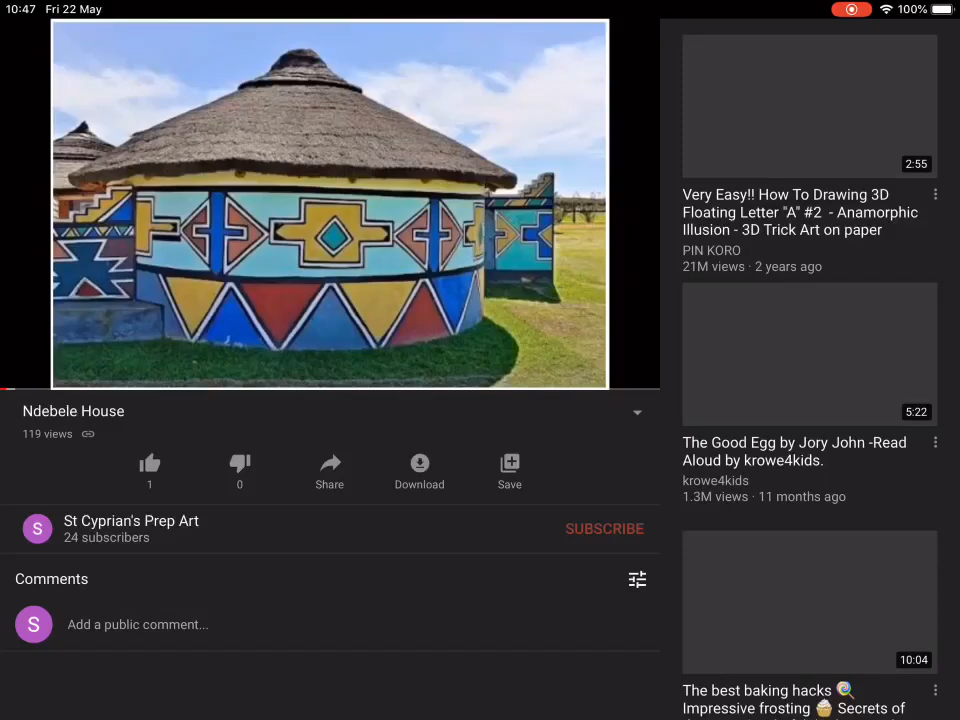 10:47 Fri 22 May
100%
Ndebele House
119 views
1
0
Share
Download
Save
S
St Cyprian's Prep Art
24 subscribers
SUBSCRIBE
Comments
S
Add a public comment...
2:55
Very Easy!! How To Drawing 3D
Floating Letter "A" #2 - Anamorphic
Illusion - 3D Trick Art on paper
PIN KORO
21M views · 2 years ago
5:22
The Good Egg by Jory John -Read
Aloud by krowe4kids.
krowe4kids
1.3M views · 11 months ago
10:04
The best baking hacks 🍭
Impressive frosting 🧁 Secrets of